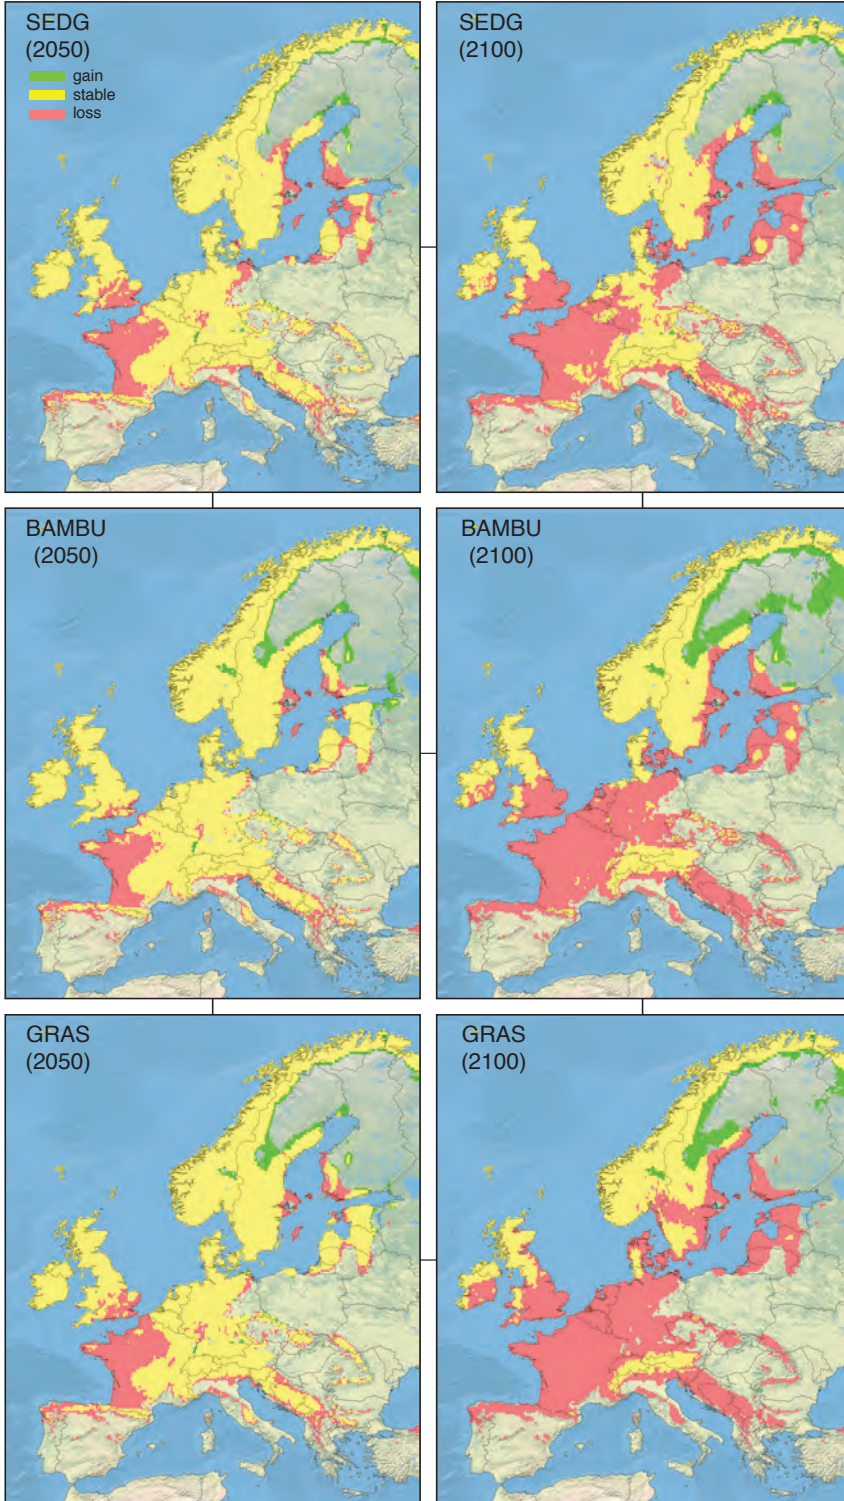 SEDG
(2050)
gain
stable
loss
SEDG
(2100)
BAMBU
(2050)
BAMBU
(2100)
GRAS
(2050)
GRAS
(2100)